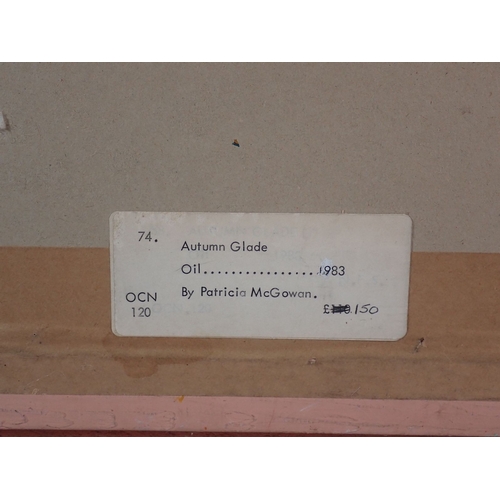 74.
Autumn Glade
Oil................1983
By Patricia McGowan.
OCN
120
£ 150